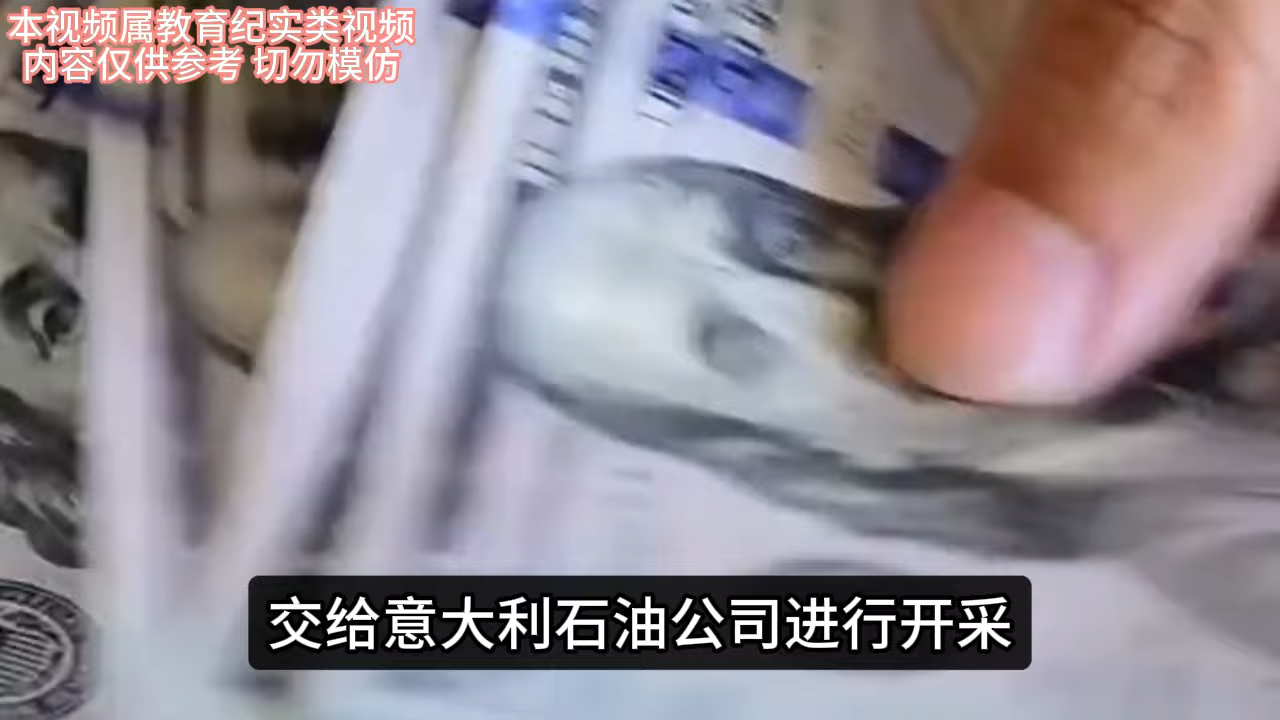 本视频属教育纪实类视频
内容仅供参考 切勿模仿
交给意大利石油公司进行开采